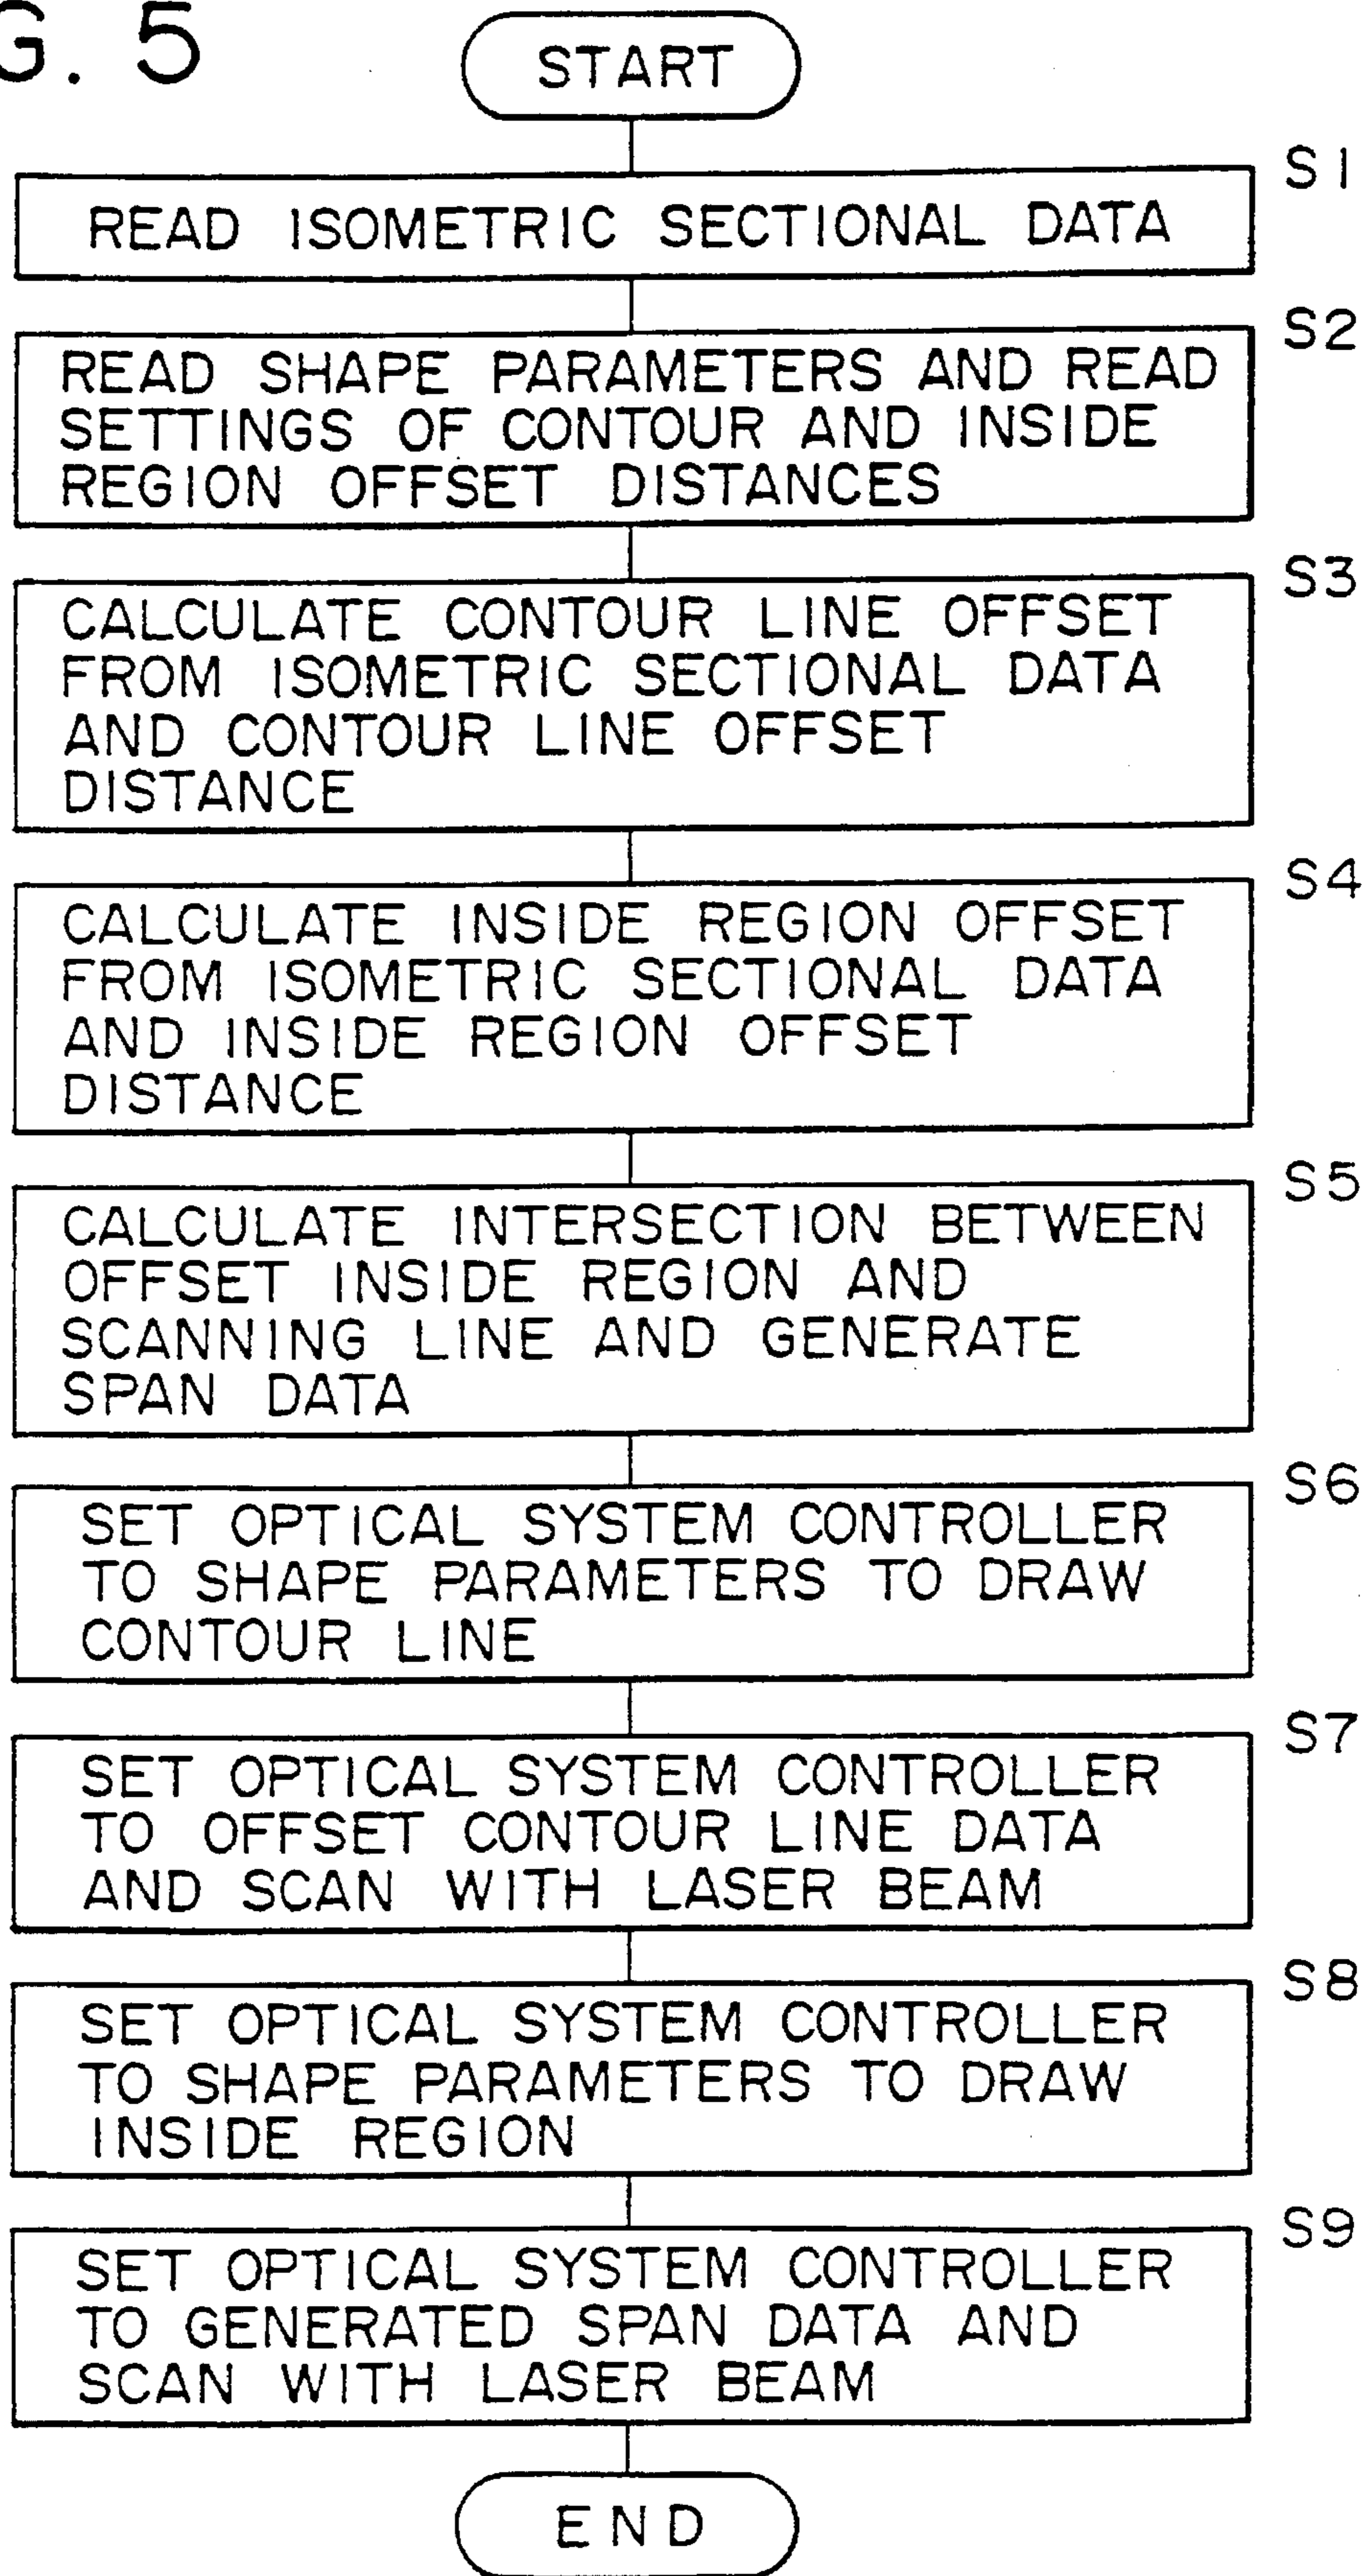 G. 5
START
S1
READ ISOMETRIC SECTIONAL DATA
S2
READ SHAPE PARAMETERS AND READ
SETTINGS OF CONTOUR AND INSIDE
REGION OFFSET DISTANCES
S3
CALCULATE CONTOUR LINE OFFSET
FROM ISOMETRIC SECTIONAL DATA
AND CONTOUR LINE OFFSET
DISTANCE
S4
CALCULATE INSIDE REGION OFFSET
FROM ISOMETRIC SECTIONAL DATA
AND INSIDE REGION OFFSET
DISTANCE
S5
CALCULATE INTERSECTION BETWEEN
OFFSET INSIDE REGION AND
SCANNING LINE AND GENERATE
SPAN DATA
S6
SET OPTICAL SYSTEM CONTROLLER
TO SHAPE PARAMETERS TO DRAW
CONTOUR LINE
S7
SET OPTICAL SYSTEM CONTROLLER
TO OFFSET CONTOUR LINE DATA
AND SCAN WITH LASER BEAM
S8
SET OPTICAL SYSTEM CONTROLLER
TO SHAPE PARAMETERS TO DRAW
INSIDE REGION
S9
SET OPTICAL SYSTEM CONTROLLER
TO GENERATED SPAN DATA AND
SCAN WITH LASER BEAM
END